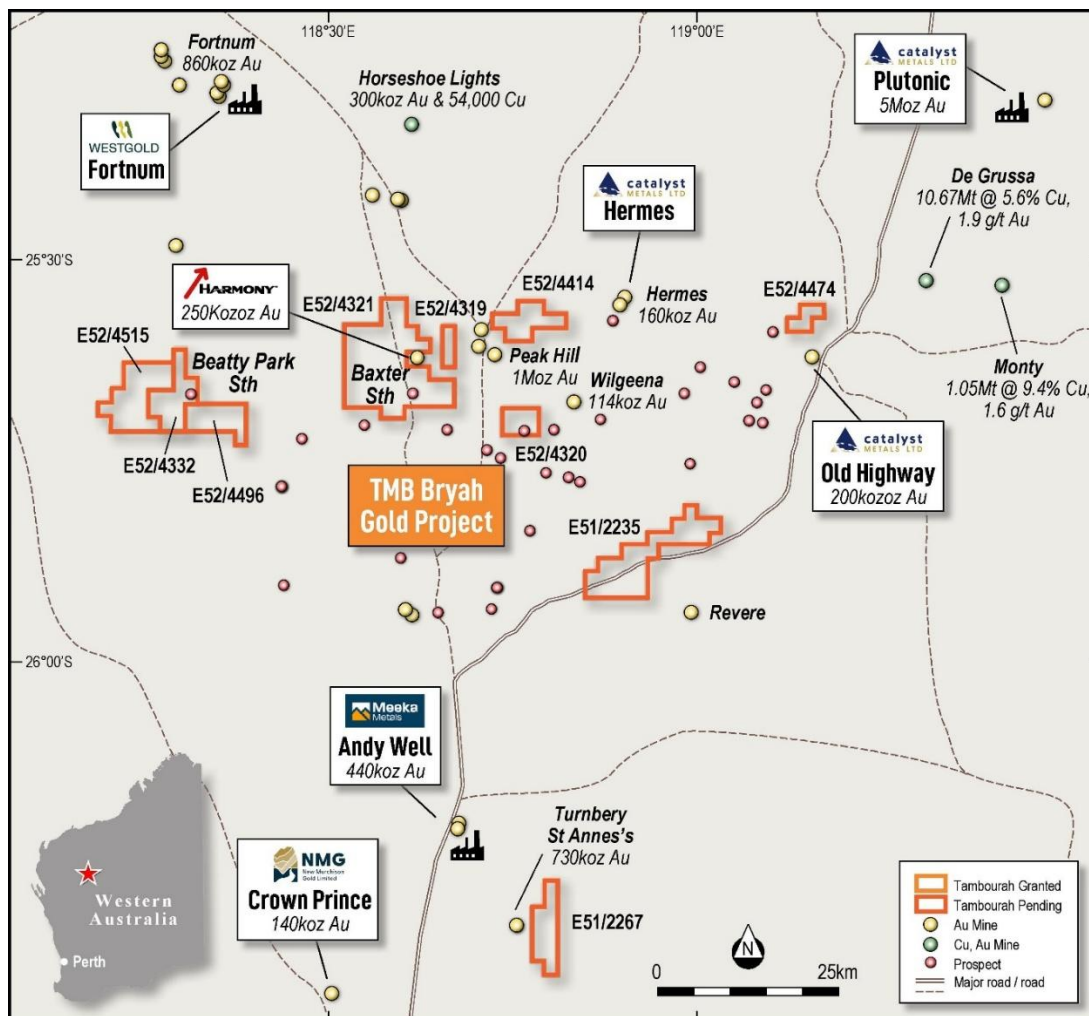 118°30'E
119°00'E
Fortnum
860koz Au
WESTGOLD
Fortnum
Horseshoe Lights
300koz Au & 54,000 Cu
catalyst
METALS LTD
Plutonic
5Moz Au
catalyst
METALS LTD
Hermes
De Grussa
10.67Mt @ 5.6% Cu,
1.9 g/t Au
25°30'S
HARMONY™
250Kozoz Au
E52/4321
E52/4319
E52/4414
Hermes
160koz Au
E52/4474
E52/4515
Beatty Park
Sth
Baxter
Sth
Peak Hill
1Moz Au
Wilgeena
114koz Au
Monty
1.05Mt @ 9.4% Cu,
1.6 g/t Au
E52/4332
E52/4496
E52/4320
catalyst
METALS LTD
Old Highway
200kozoz Au
TMB Bryah
Gold Project
E51/2235
Revere
26°00'S
Meeka
Metals
Andy Well
440koz Au
Turnbery
St Annes's
730koz Au
E51/2267
NMG
New Murchison
Gold Limited
Crown Prince
140koz Au
Western
Australia
Perth
N
0
25km
Tambourah Granted
Tambourah Pending
Au Mine
Cu, Au Mine
Prospect
Major road / road